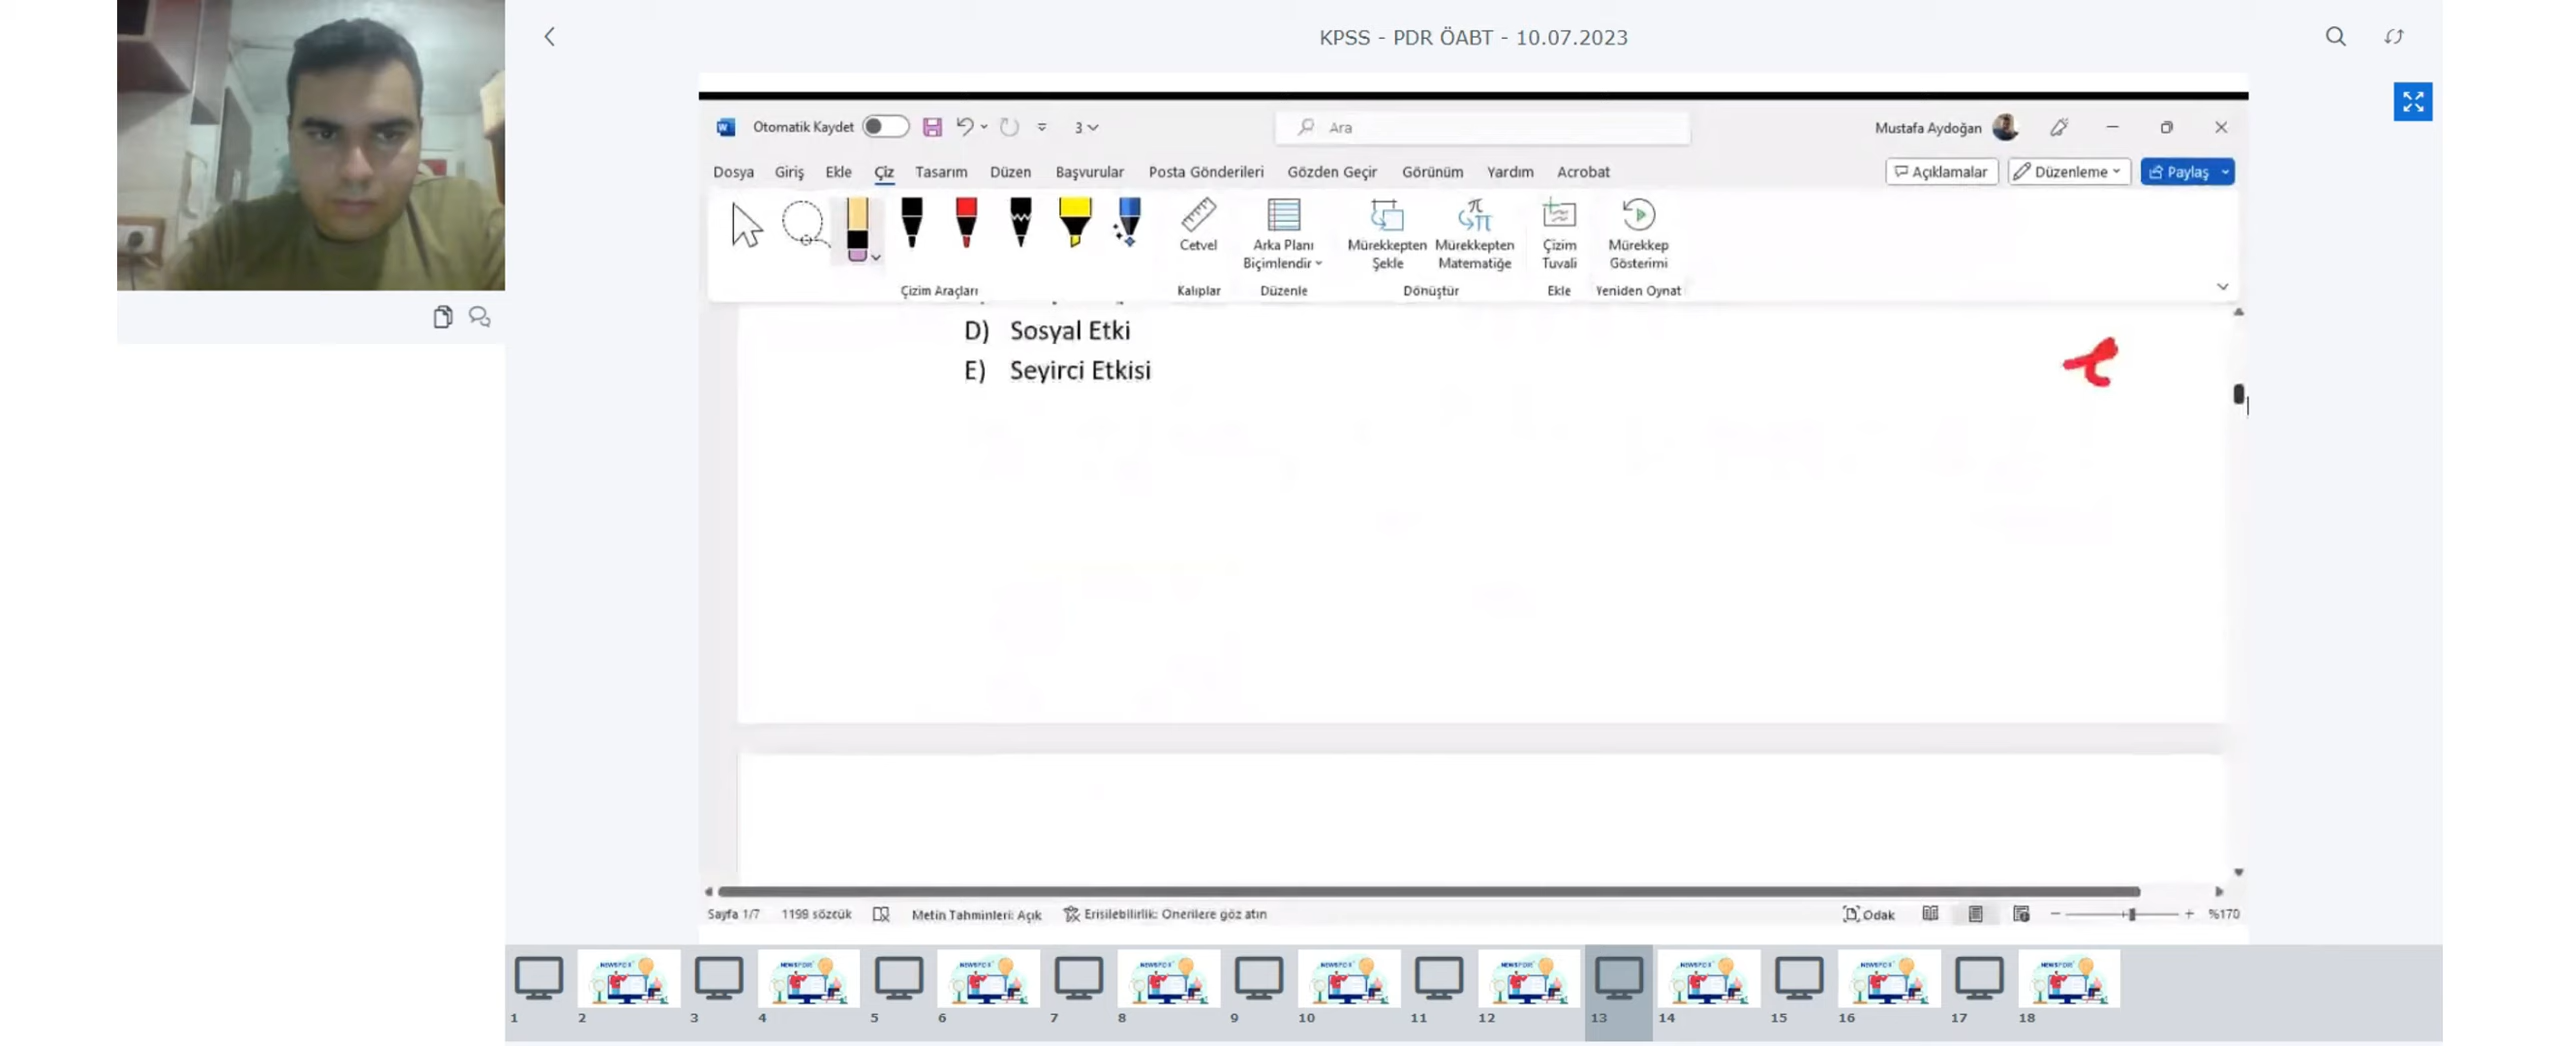 KPSS - PDR ÖABT - 10.07.2023
Otomatik Kaydet
3
Ara
Mustafa Aydoğan
Dosya Giriş Ekle Çiz Tasarım Düzen Başvurular Posta Gönderileri Gözden Geçir Görünüm Yardım Acrobat
Açıklamalar Düzenleme Paylaş
Cetvel Arka Planı Biçimlendir Mürekkepten Şekle Mürekkepten Matematiğe Çizim Tuvali Mürekkep Gösterimi
Çizim Araçları Kalıplar Düzenle Dönüştür Ekle Yeniden Oynat
D) Sosyal Etki
E) Seyirci Etkisi
Sayfa 1/7 1198 sözcük Metin Tahminleri: Açık Erişilebilirlik: Önerilere göz atın Odak %170
1 2 3 4 5 6 7 8 9 10 11 12 13 14 15 16 17 18